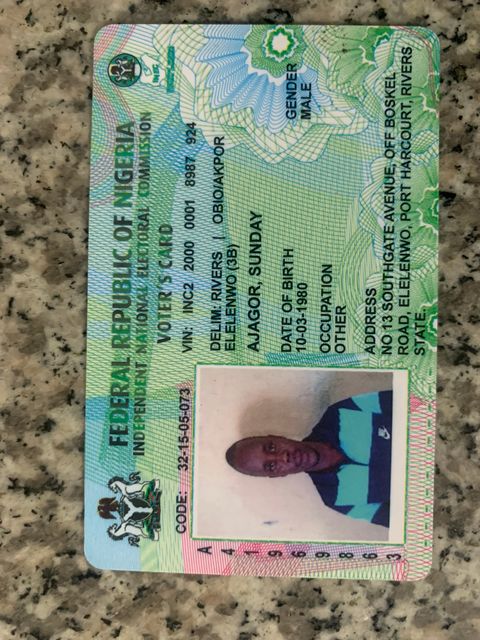 FEDERAL REPUBLIC OF NIGERIA
INDEPENDENT NATIONAL ELECTORAL COMMISSION
VOTER'S CARD
CODE: 32-15-05-073
VIN: INC2 2000 0001 8987 924
DELIM: RIVERS | OBIO/AKPOR
ELELENWO (3B)
AJAGOR, SUNDAY
DATE OF BIRTH
10-03-1980
GENDER
MALE
OCCUPATION
OTHER
ADDRESS
NO 13 SOUTHGATE AVENUE, OFF BOSKEL
ROAD, ELELENWO, PORT HARCOURT, RIVERS
STATE.
A41969863